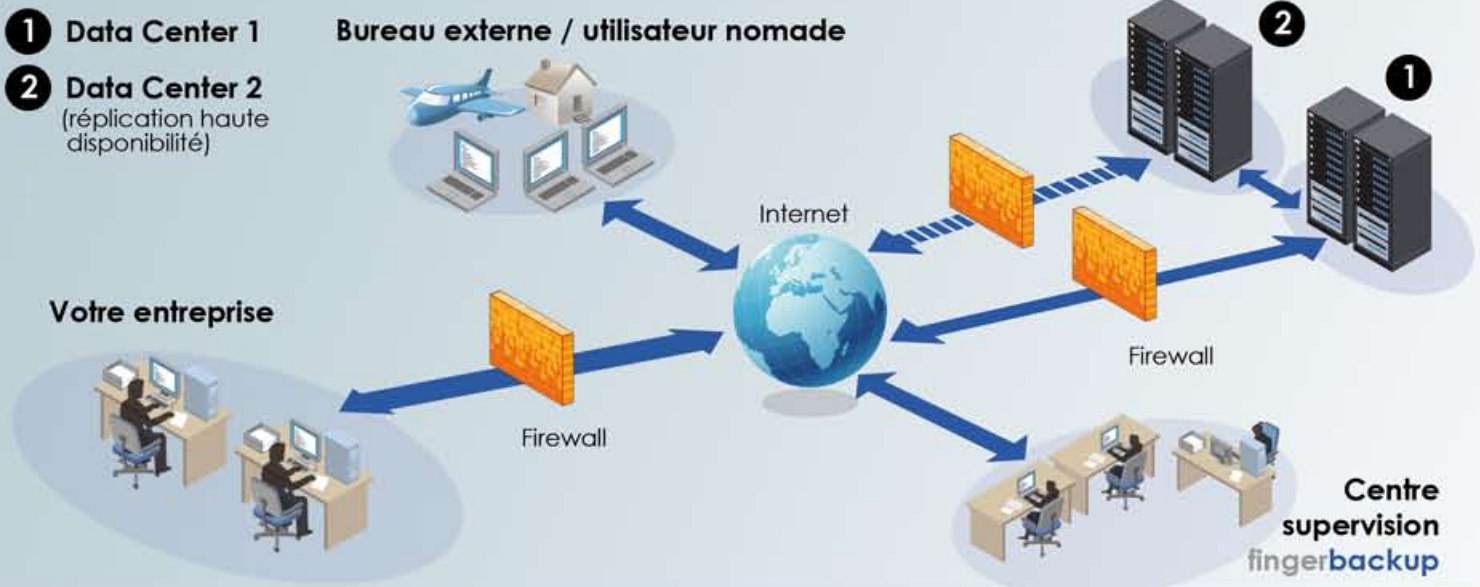 1 Data Center 1
2 Data Center 2
(réplication haute
disponibilité)
Bureau externe / utilisateur nomade
2
1
Internet
Votre entreprise
Firewall
Firewall
Centre
supervision
fingerbackup